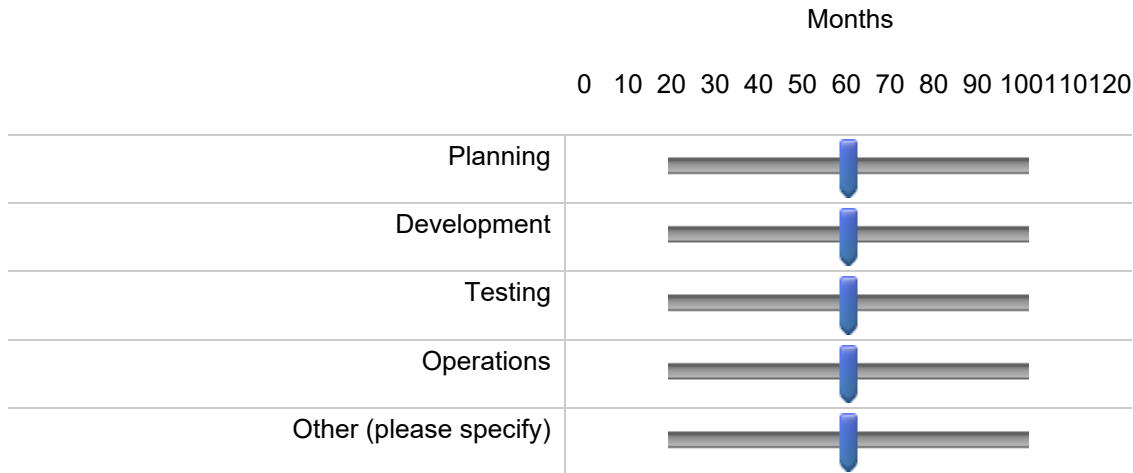 Months
0 10 20 30 40 50 60 70 80 90 100110120
Planning
Development
Testing
Operations
Other (please specify)